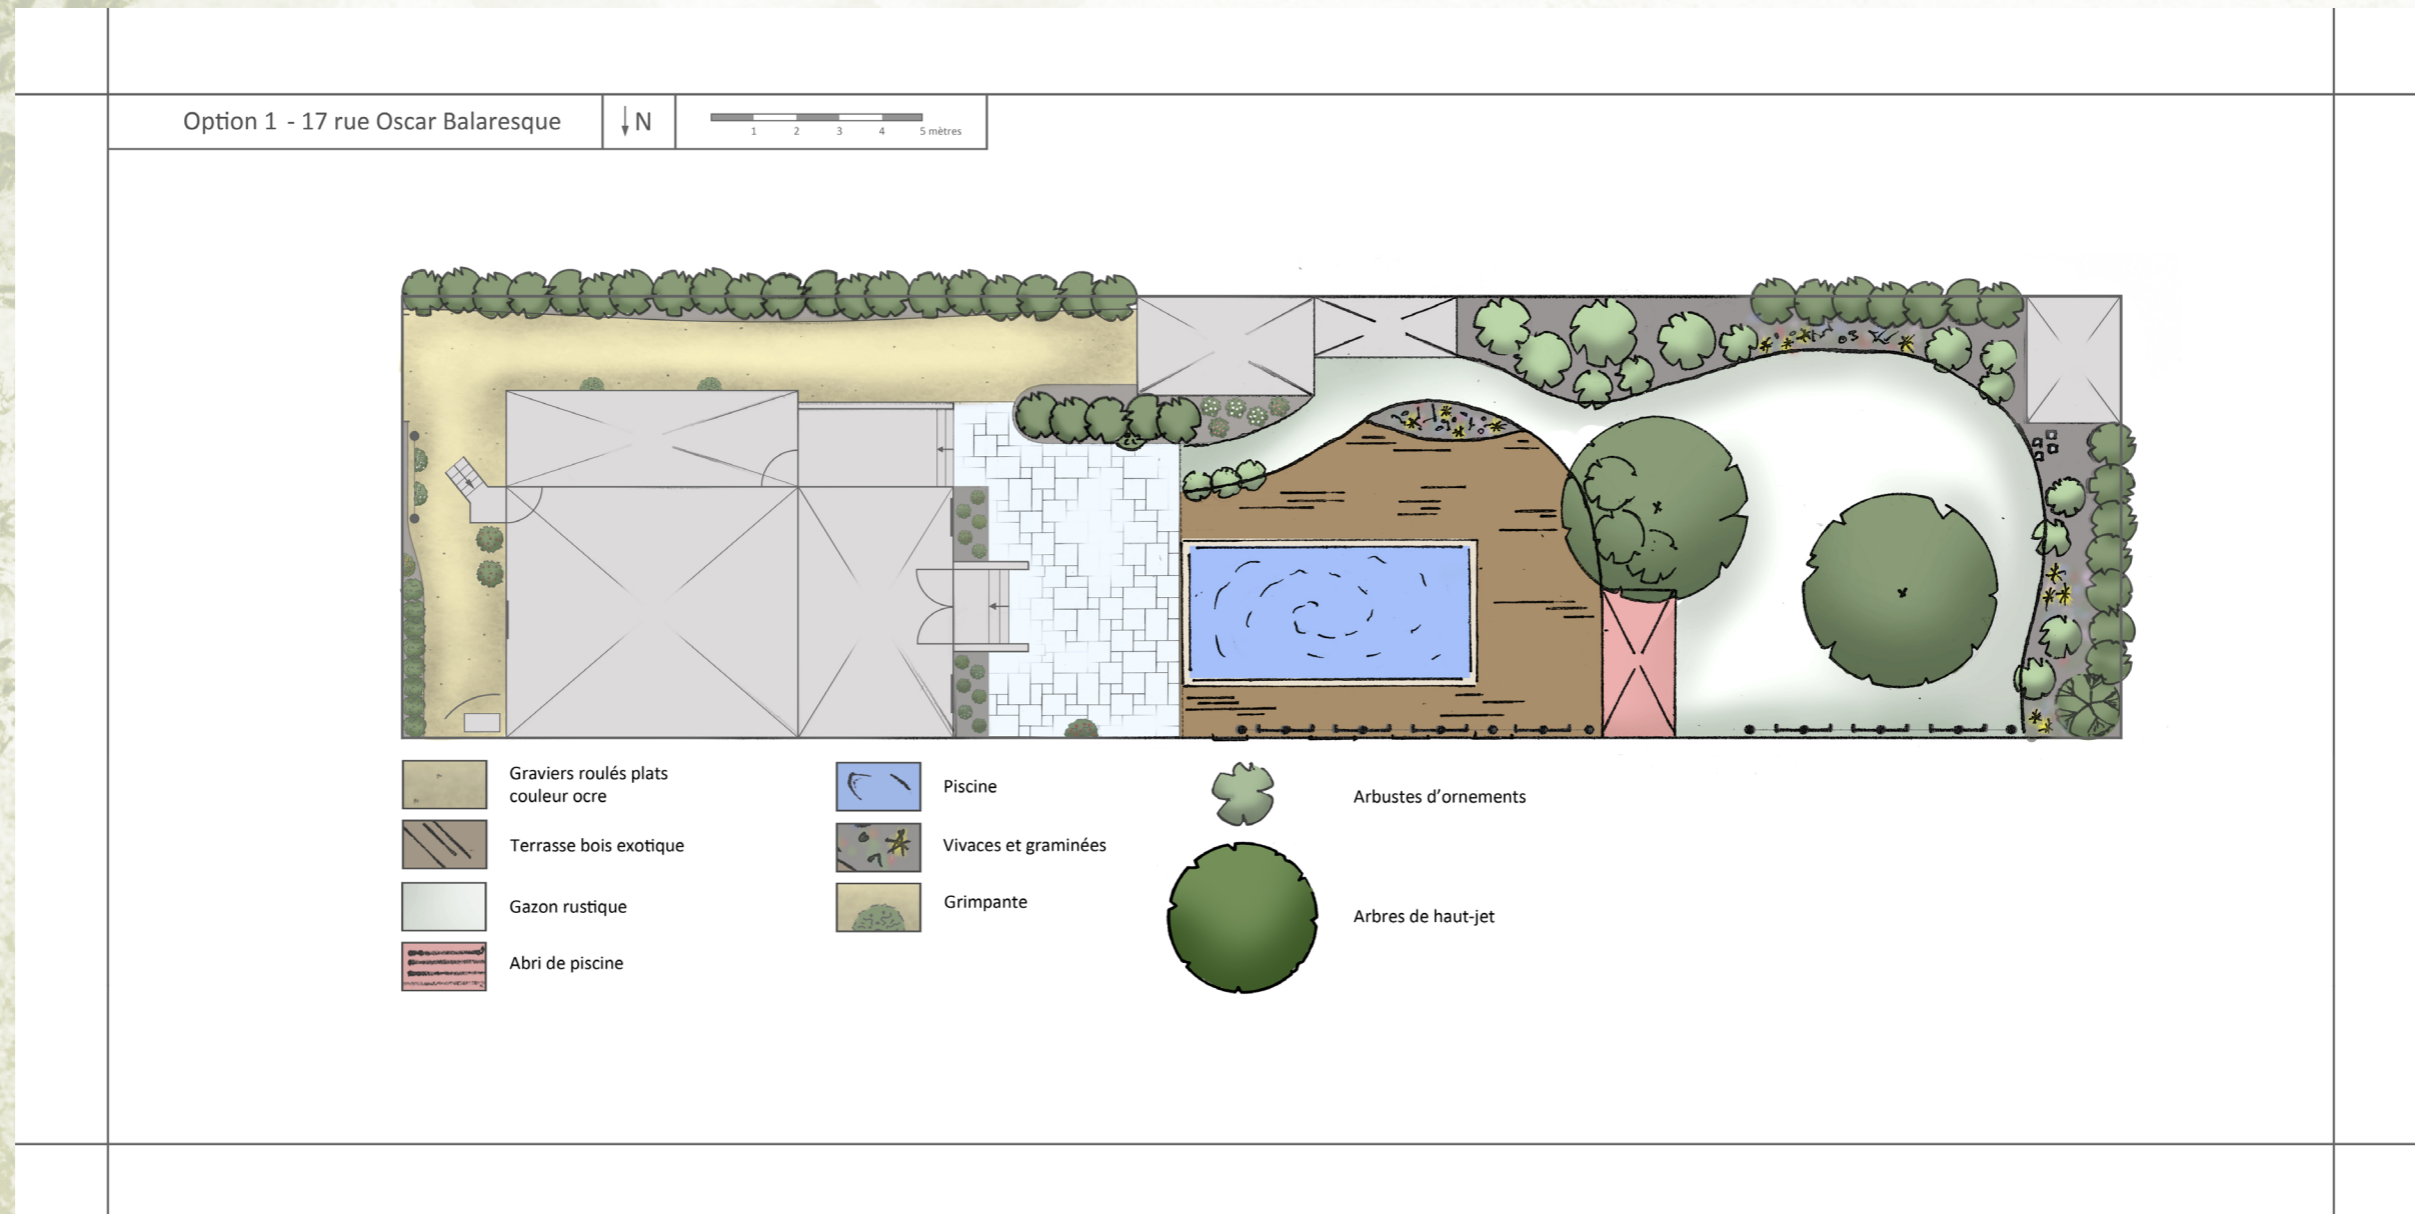 Option 1 - 17 rue Oscar Balaresque
N
1 2 3 4 5 mètres
Graviers roulés plats
couleur ocre
Terrasse bois exotique
Gazon rustique
Abri de piscine
Piscine
Vivaces et graminées
Grimpante
Arbustes d'ornements
Arbres de haut-jet